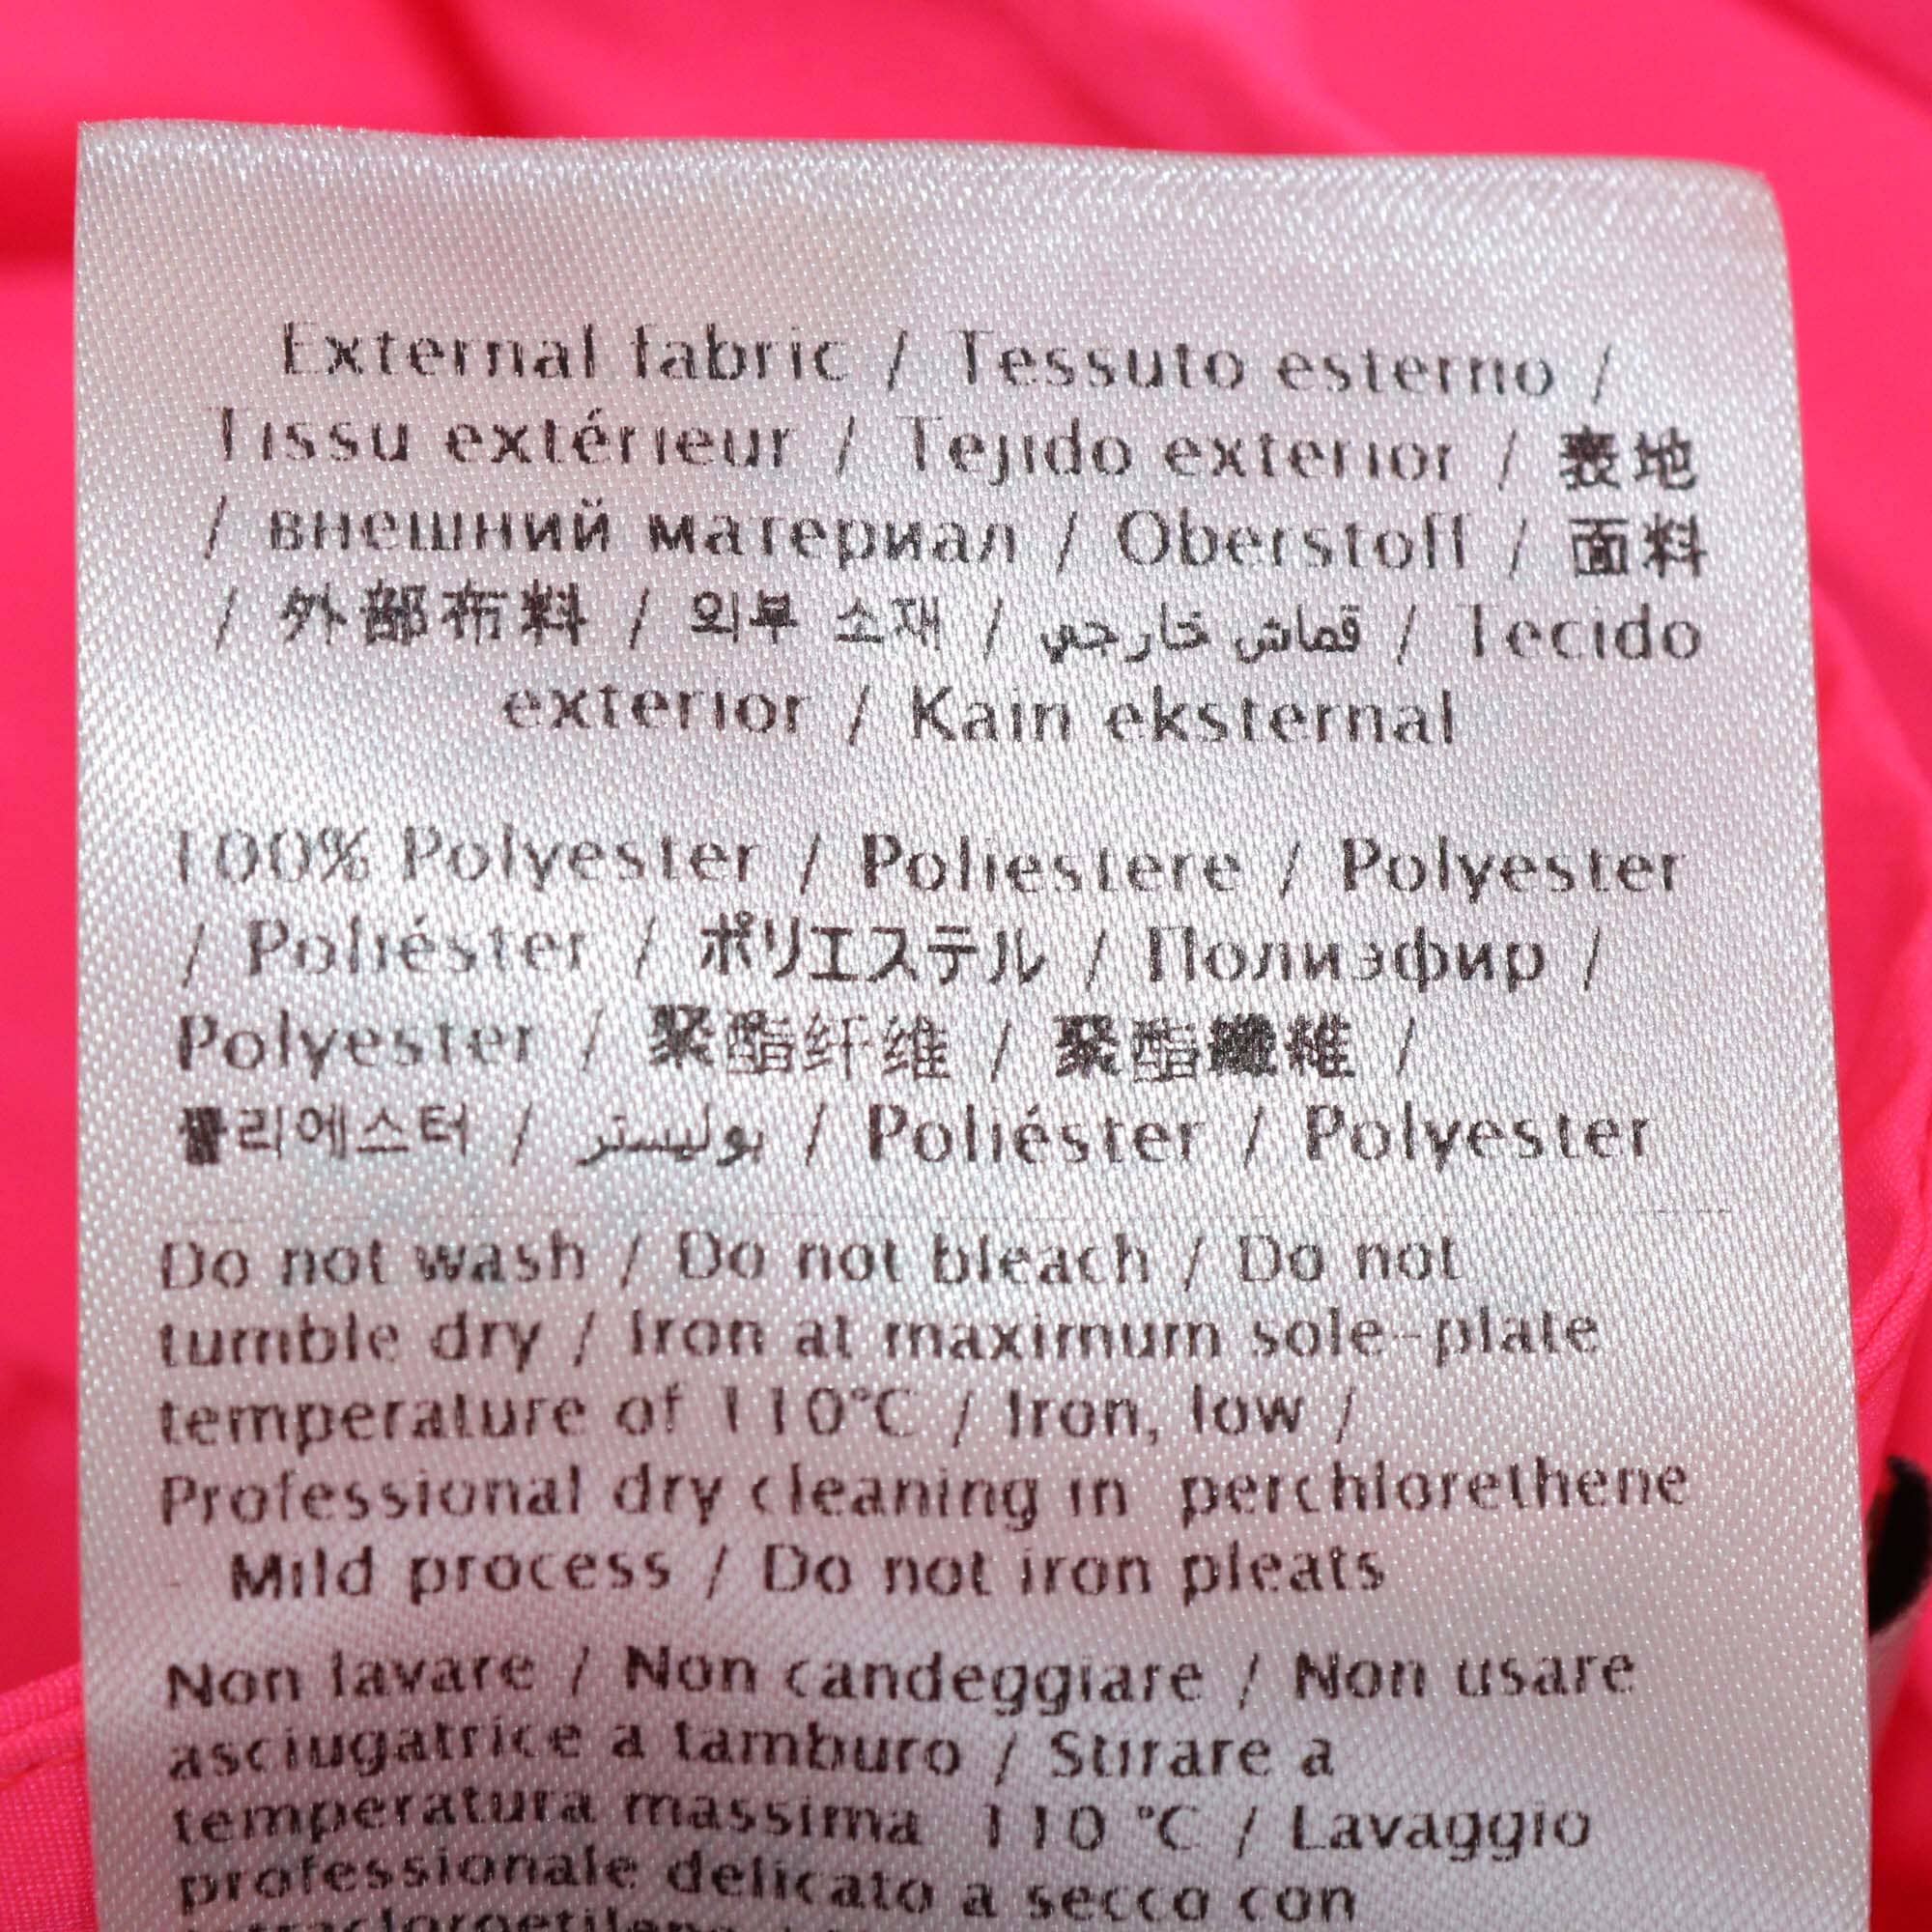 External fabric / Tessuto esterno /
Tissu extérieur / Tejido exterior / 表地
/ внешний материал / Oberstoff / 面料
/ 外部布料 / 외부 소재 / قماش خارجي / Tecido
exterior / Kain eksternal
100% Polyester / Poliestere / Polyester
/ Poliéster / ポリエステル / Полиэфир /
Polyester / 聚酯纤维 / 聚酯纖維 /
폴리에스터 / بوليستر / Poliéster / Polyester
Do not wash / Do not bleach / Do not
tumble dry / Iron at maximum sole-plate
temperature of 110°C / Iron, low /
Professional dry cleaning in perchlorethene
Mild process / Do not iron pleats
Non lavare / Non candeggiare / Non usare
asciugatrice a tamburo / Stirare a
temperatura massima 110 °C / Lavaggio
professionale delicato a secco con